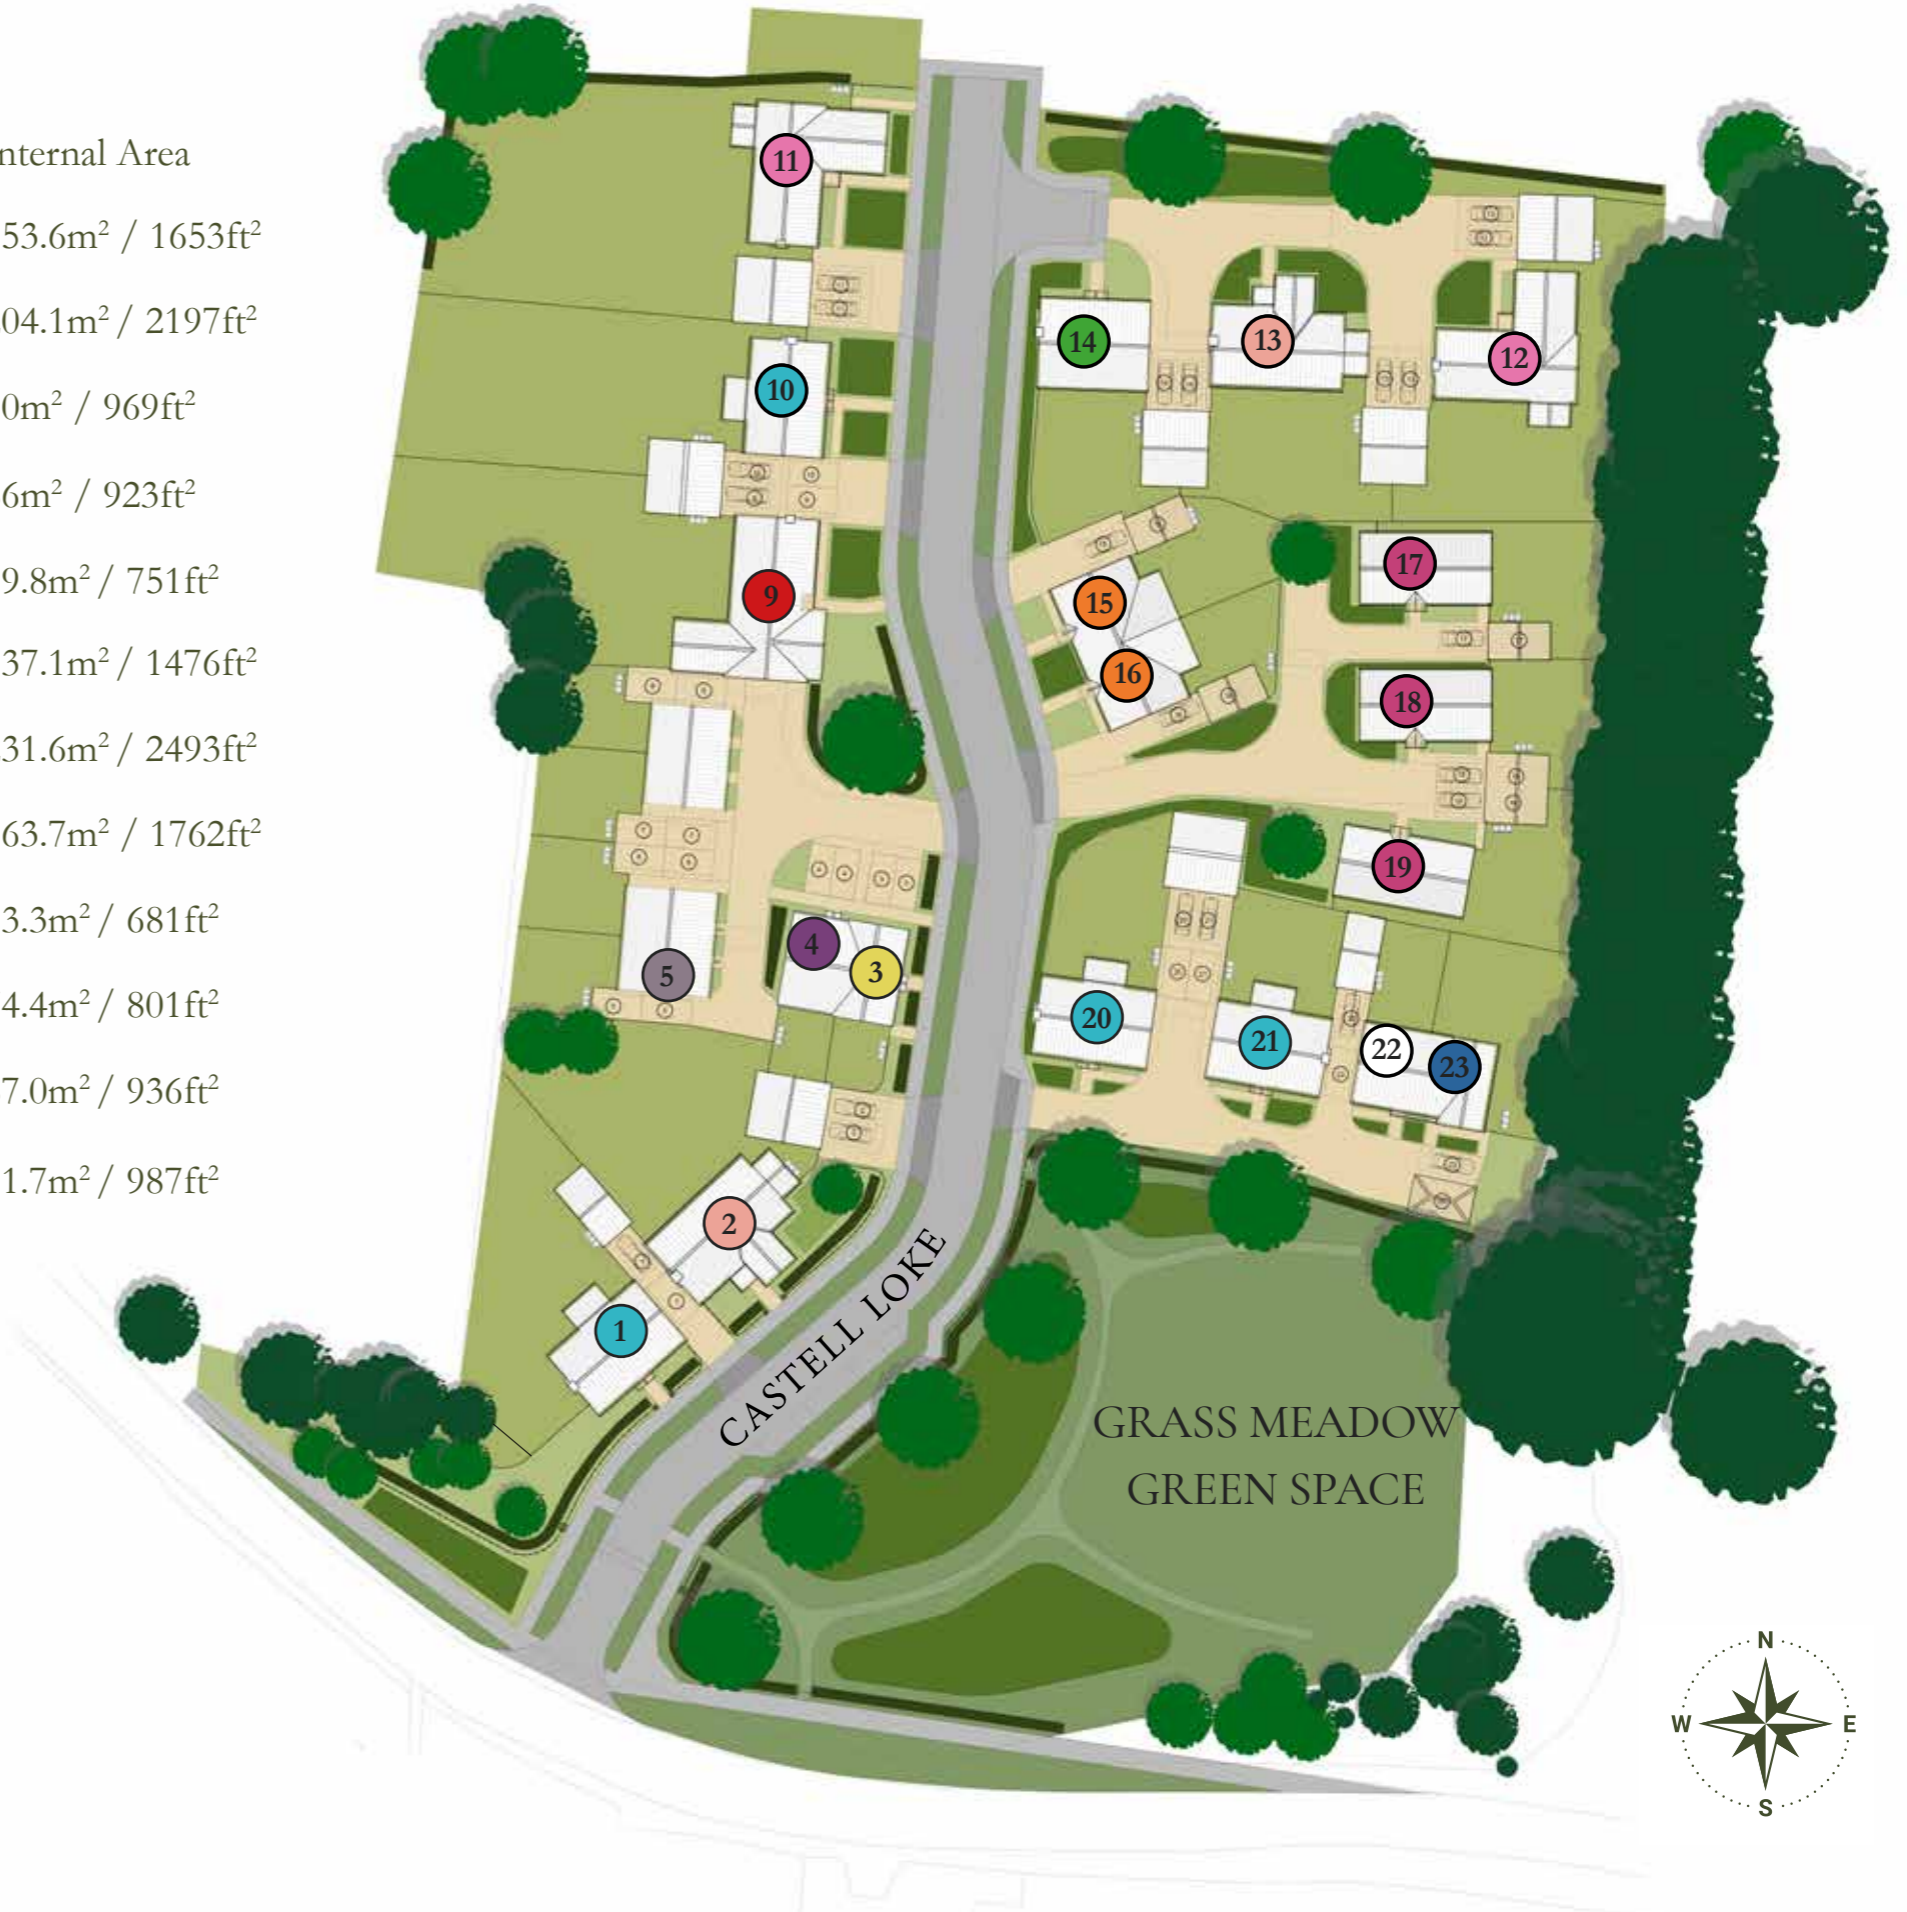 nternal Area
53.6m² / 1653ft²
04.1m² / 2197ft²
0m² / 969ft²
6m² / 923ft²
9.8m² / 751ft²
37.1m² / 1476ft²
31.6m² / 2493ft²
63.7m² / 1762ft²
3.3m² / 681ft²
4.4m² / 801ft²
7.0m² / 936ft²
1.7m² / 987ft²
11
14
13
12
10
9
15
16
17
18
19
4
3
5
20
21
22
23
2
1
CASTELL LOKE
GRASS MEADOW
GREEN SPACE
N
W
E
S